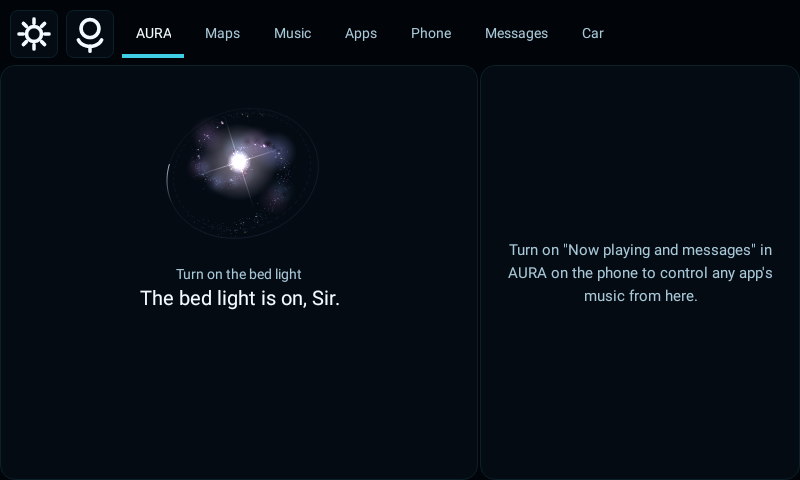 AURA
Maps
Music
Apps
Phone
Messages
Car
Turn on the bed light
The bed light is on, Sir.
Turn on "Now playing and messages" in
AURA on the phone to control any app's
music from here.